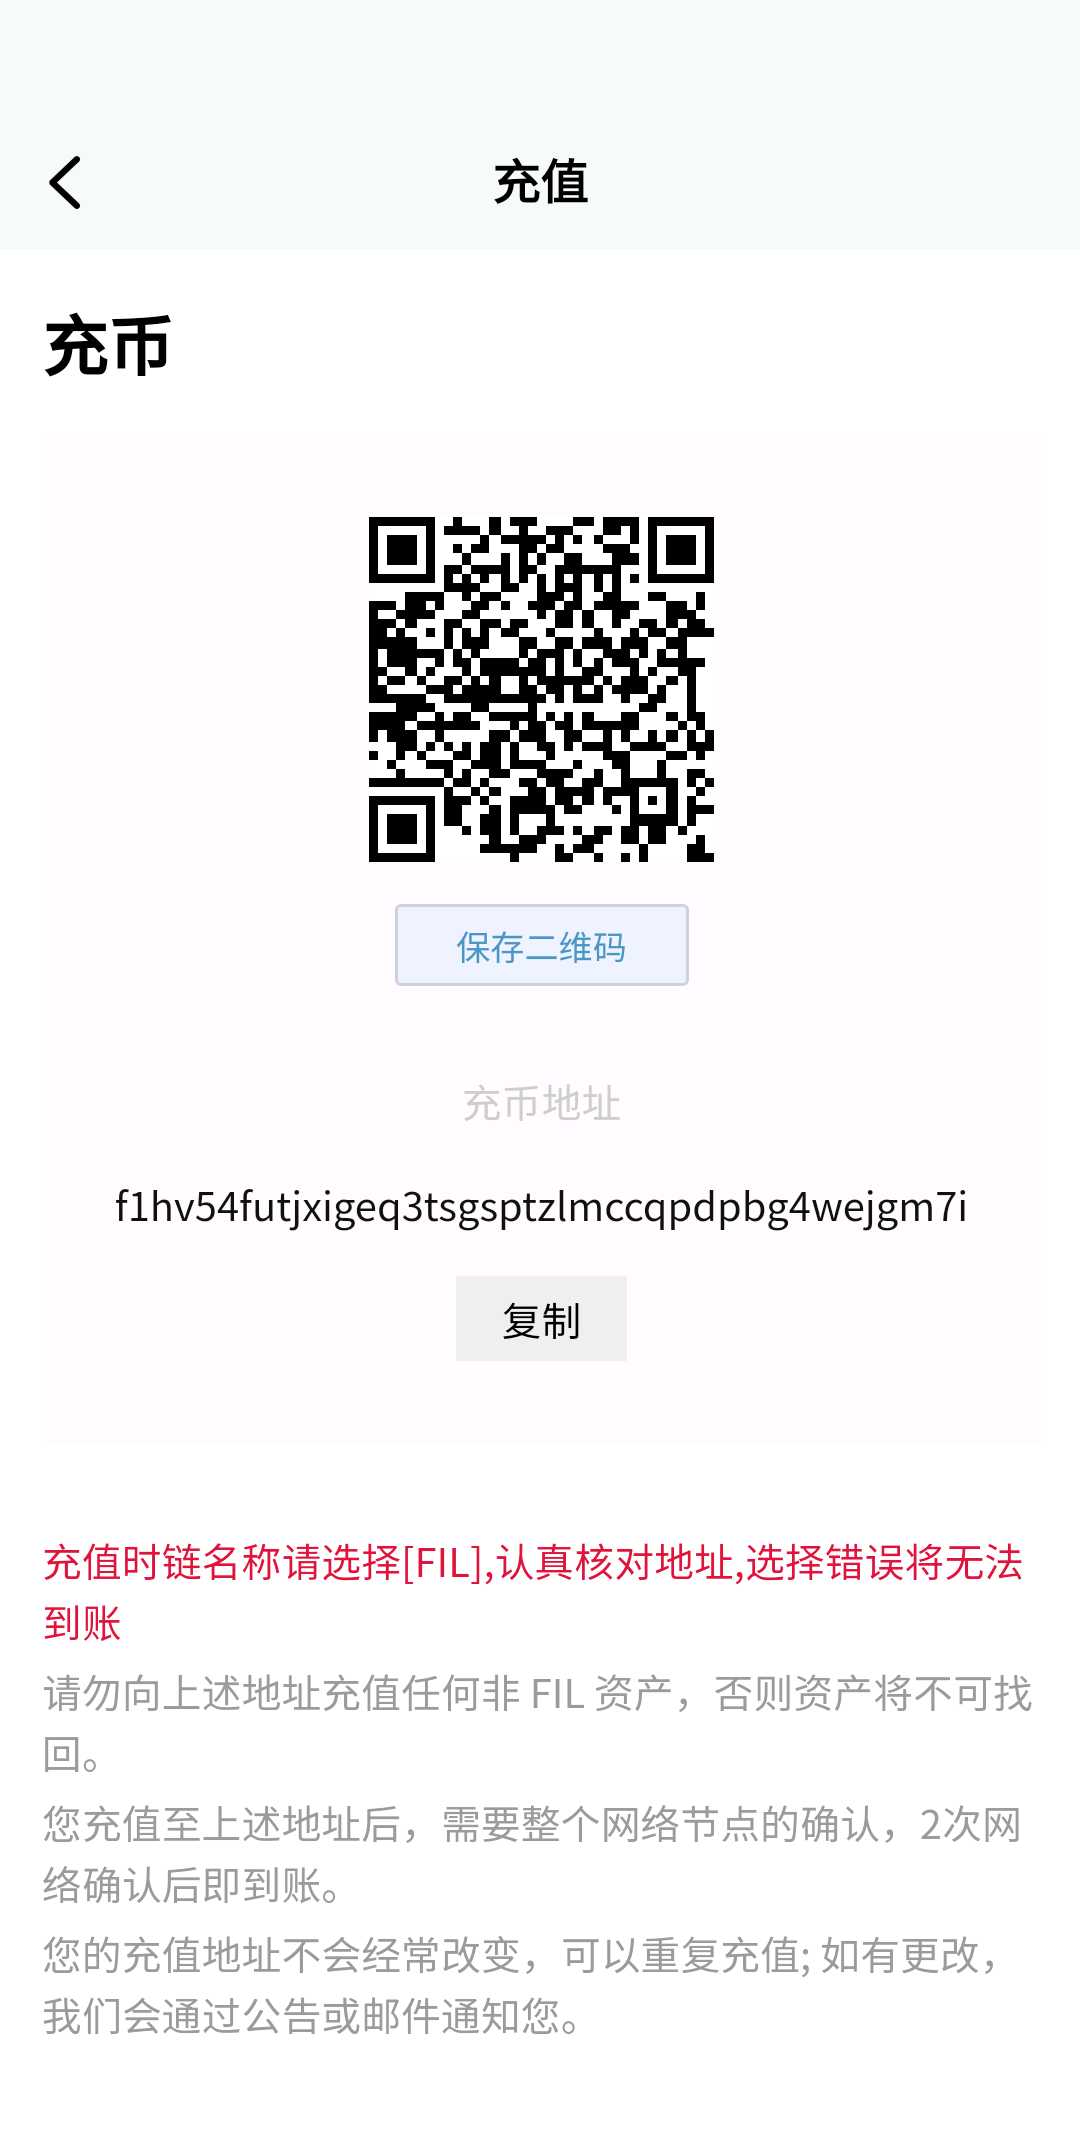 充值
充币
保存二维码
充币地址
f1hv54futjxigeq3tsgsptzlmccqpdpbg4wejgm7i
复制
充值时链名称请选择[FIL],认真核对地址,选择错误将无法
到账
请勿向上述地址充值任何非 FIL 资产，否则资产将不可找
回。
您充值至上述地址后，需要整个网络节点的确认，2次网
络确认后即到账。
您的充值地址不会经常改变，可以重复充值; 如有更改，
我们会通过公告或邮件通知您。